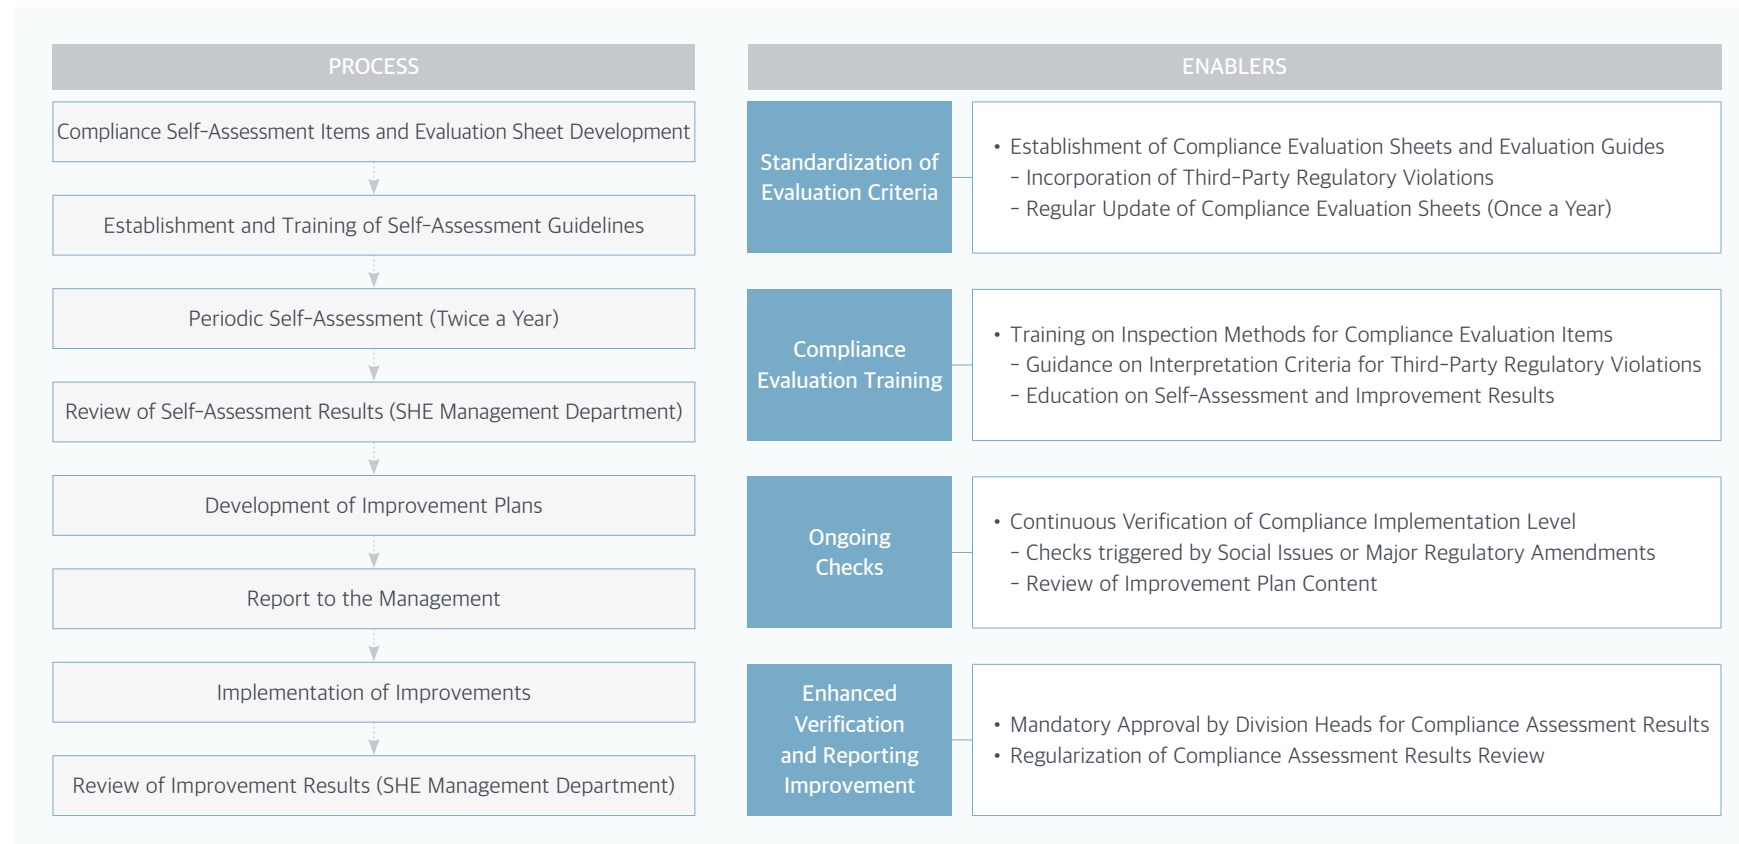 PROCESS
Compliance Self-Assessment Items and Evaluation Sheet Development
Establishment and Training of Self-Assessment Guidelines
Periodic Self-Assessment (Twice a Year)
Review of Self-Assessment Results (SHE Management Department)
Development of Improvement Plans
Report to the Management
Implementation of Improvements
Review of Improvement Results (SHE Management Department)
ENABLERS
Standardization of
Evaluation Criteria
• Establishment of Compliance Evaluation Sheets and Evaluation Guides
- Incorporation of Third-Party Regulatory Violations
- Regular Update of Compliance Evaluation Sheets (Once a Year)
Compliance
Evaluation Training
• Training on Inspection Methods for Compliance Evaluation Items
- Guidance on Interpretation Criteria for Third-Party Regulatory Violations
- Education on Self-Assessment and Improvement Results
Ongoing
Checks
• Continuous Verification of Compliance Implementation Level
- Checks triggered by Social Issues or Major Regulatory Amendments
- Review of Improvement Plan Content
Enhanced
Verification
and Reporting
Improvement
• Mandatory Approval by Division Heads for Compliance Assessment Results
• Regularization of Compliance Assessment Results Review